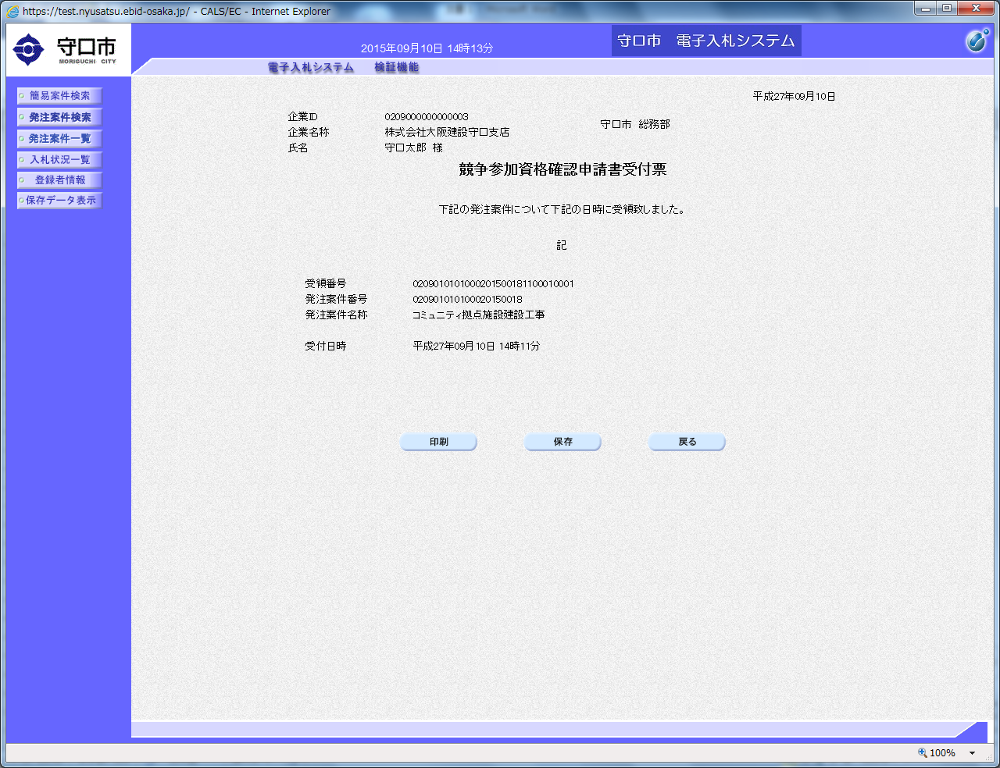 https://test.nyusatsu.ebid-osaka.jp/ - CALS/EC - Internet Explorer
守口市
MORIGUCHI CITY
2015年09月10日 14時13分
守口市 電子入札システム
電子入札システム 検証機能
簡易案件検索
発注案件検索
発注案件一覧
入札状況一覧
登録者情報
保存データ表示
平成27年09月10日
企業ID 0209000000000003
企業名称 株式会社大阪建設守口支店
氏名 守口太郎 様
守口市 総務部
競争参加資格確認申請書受付票
下記の発注案件について下記の日時に受領致しました。
記
受領番号 0209010101000201500181100010001
発注案件番号 020901010100020150018
発注案件名称 コミュニティ拠点施設建設工事
受付日時 平成27年09月10日 14時11分
印刷
保存
戻る
100%